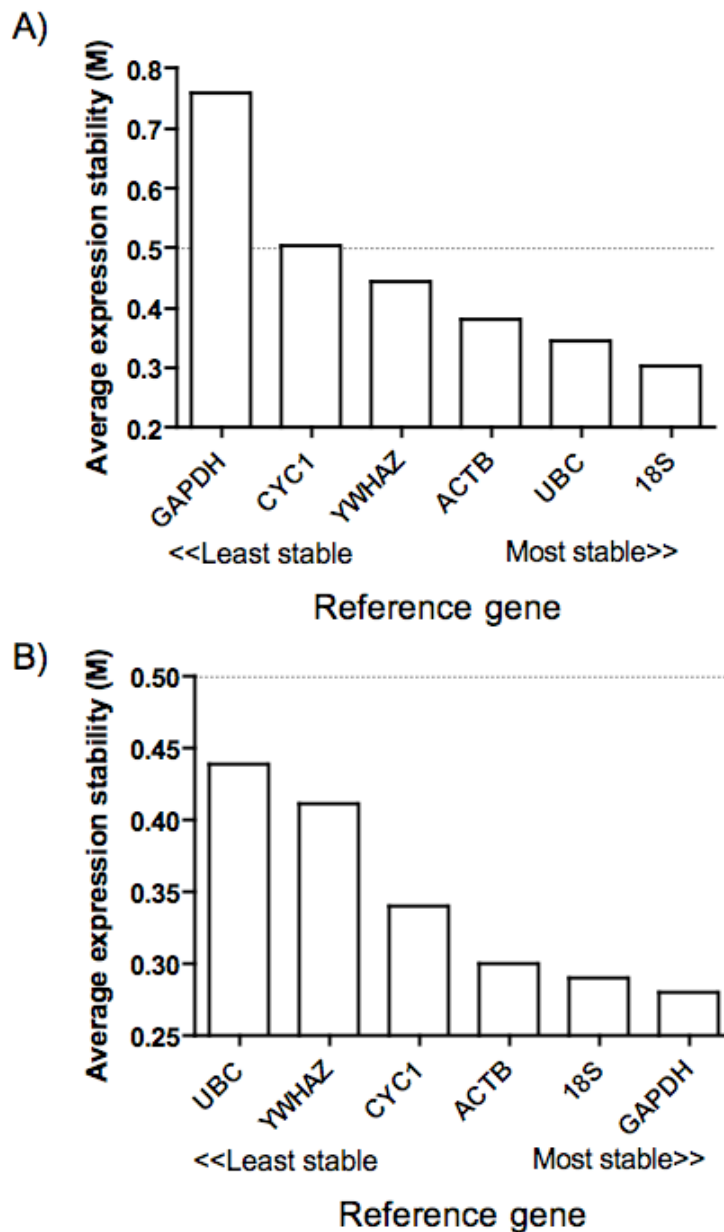 A)
Average expression stability (M)
0.8
0.7
0.6
0.5
0.4
0.3
0.2
GAPDH
CYC1
YWHAZ
ACTB
UBC
18S
<<Least stable
Most stable>>
Reference gene
B)
Average expression stability (M)
0.50
0.45
0.40
0.35
0.30
0.25
UBC
YWHAZ
CYC1
ACTB
18S
GAPDH
<<Least stable
Most stable>>
Reference gene